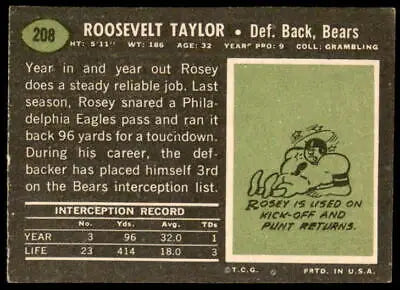 208
ROOSEVELT TAYLOR • Def. Back, Bears
HT: 5'11" WT: 186 AGE: 32 YEARS PRO: 9 COLL: GRAMBLING
Year in and year out Rosey
does a steady reliable job. Last
season, Rosey snared a Phila-
delphia Eagles pass and ran it
back 96 yards for a touchdown.
During his career, the def-
backer has placed himself 3rd
on the Bears interception list.
INTERCEPTION RECORD
No. Yds. Avg. TDs
YEAR 3 96 32.0 1
LIFE 23 414 18.0 3
ROSEY IS USED ON
KICK-OFF AND
PUNT RETURNS.
©T.C.G. PRTD. IN U.S.A.